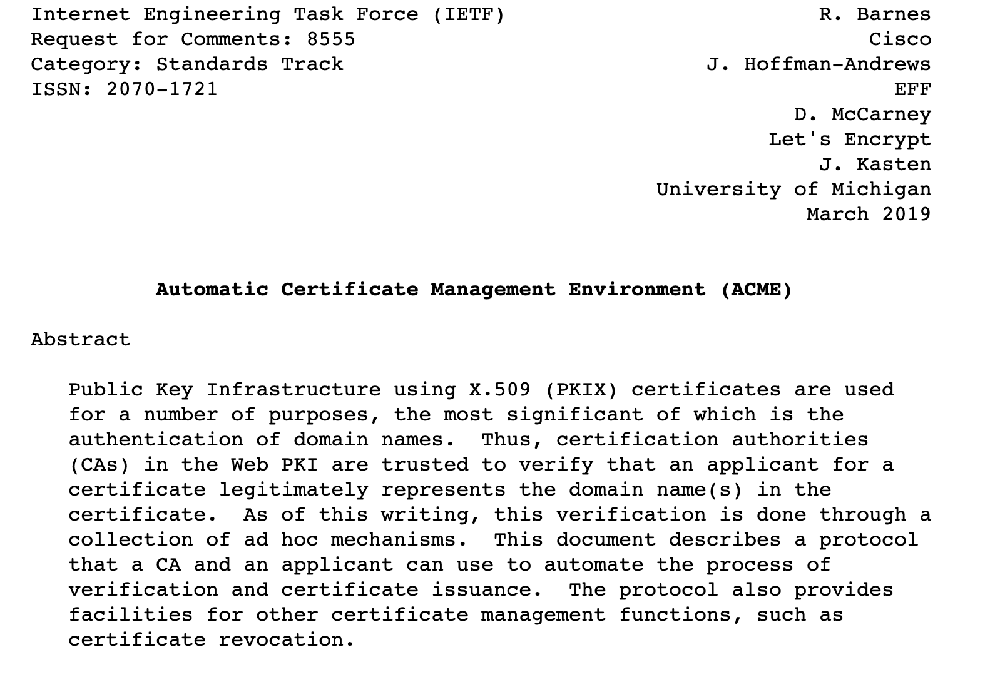 Internet Engineering Task Force (IETF)                         R. Barnes
Request for Comments: 8555                                         Cisco
Category: Standards Track                             J. Hoffman-Andrews
ISSN: 2070-1721                                                      EFF
                                                             D. McCarney
                                                           Let's Encrypt
                                                               J. Kasten
                                                  University of Michigan
                                                              March 2019
Automatic Certificate Management Environment (ACME)
Abstract
Public Key Infrastructure using X.509 (PKIX) certificates are used
for a number of purposes, the most significant of which is the
authentication of domain names.  Thus, certification authorities
(CAs) in the Web PKI are trusted to verify that an applicant for a
certificate legitimately represents the domain name(s) in the
certificate.  As of this writing, this verification is done through a
collection of ad hoc mechanisms.  This document describes a protocol
that a CA and an applicant can use to automate the process of
verification and certificate issuance.  The protocol also provides
facilities for other certificate management functions, such as
certificate revocation.